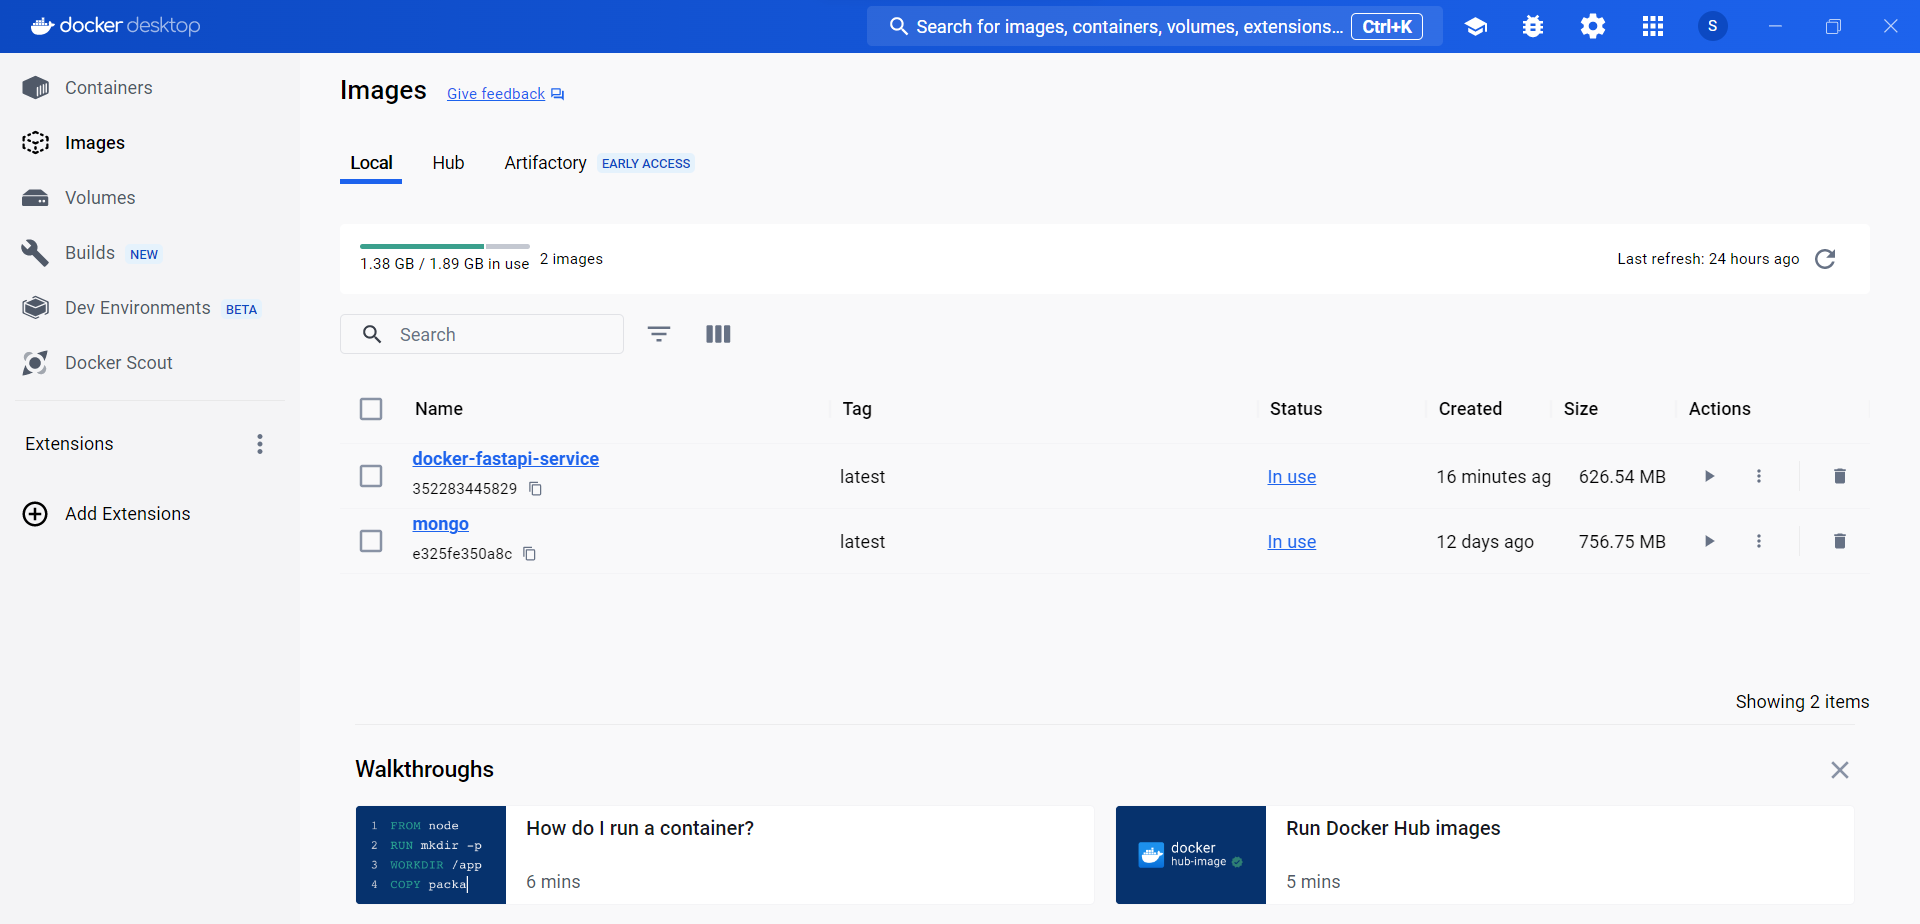 docker desktop
Search for images, containers, volumes, extensions... Ctrl+K
S
Containers
Images
Volumes
Builds NEW
Dev Environments BETA
Docker Scout
Extensions
Add Extensions
Images Give feedback
Local Hub Artifactory EARLY ACCESS
1.38 GB / 1.89 GB in use 2 images
Last refresh: 24 hours ago
Search
Name Tag Status Created Size Actions
docker-fastapi-service
352283445829
latest In use 16 minutes ag 626.54 MB
mongo
e325fe350a8c
latest In use 12 days ago 756.75 MB
Showing 2 items
Walkthroughs
1 FROM node
2 RUN mkdir -p
3 WORKDIR /app
4 COPY packa
How do I run a container?
6 mins
docker
hub-image
Run Docker Hub images
5 mins